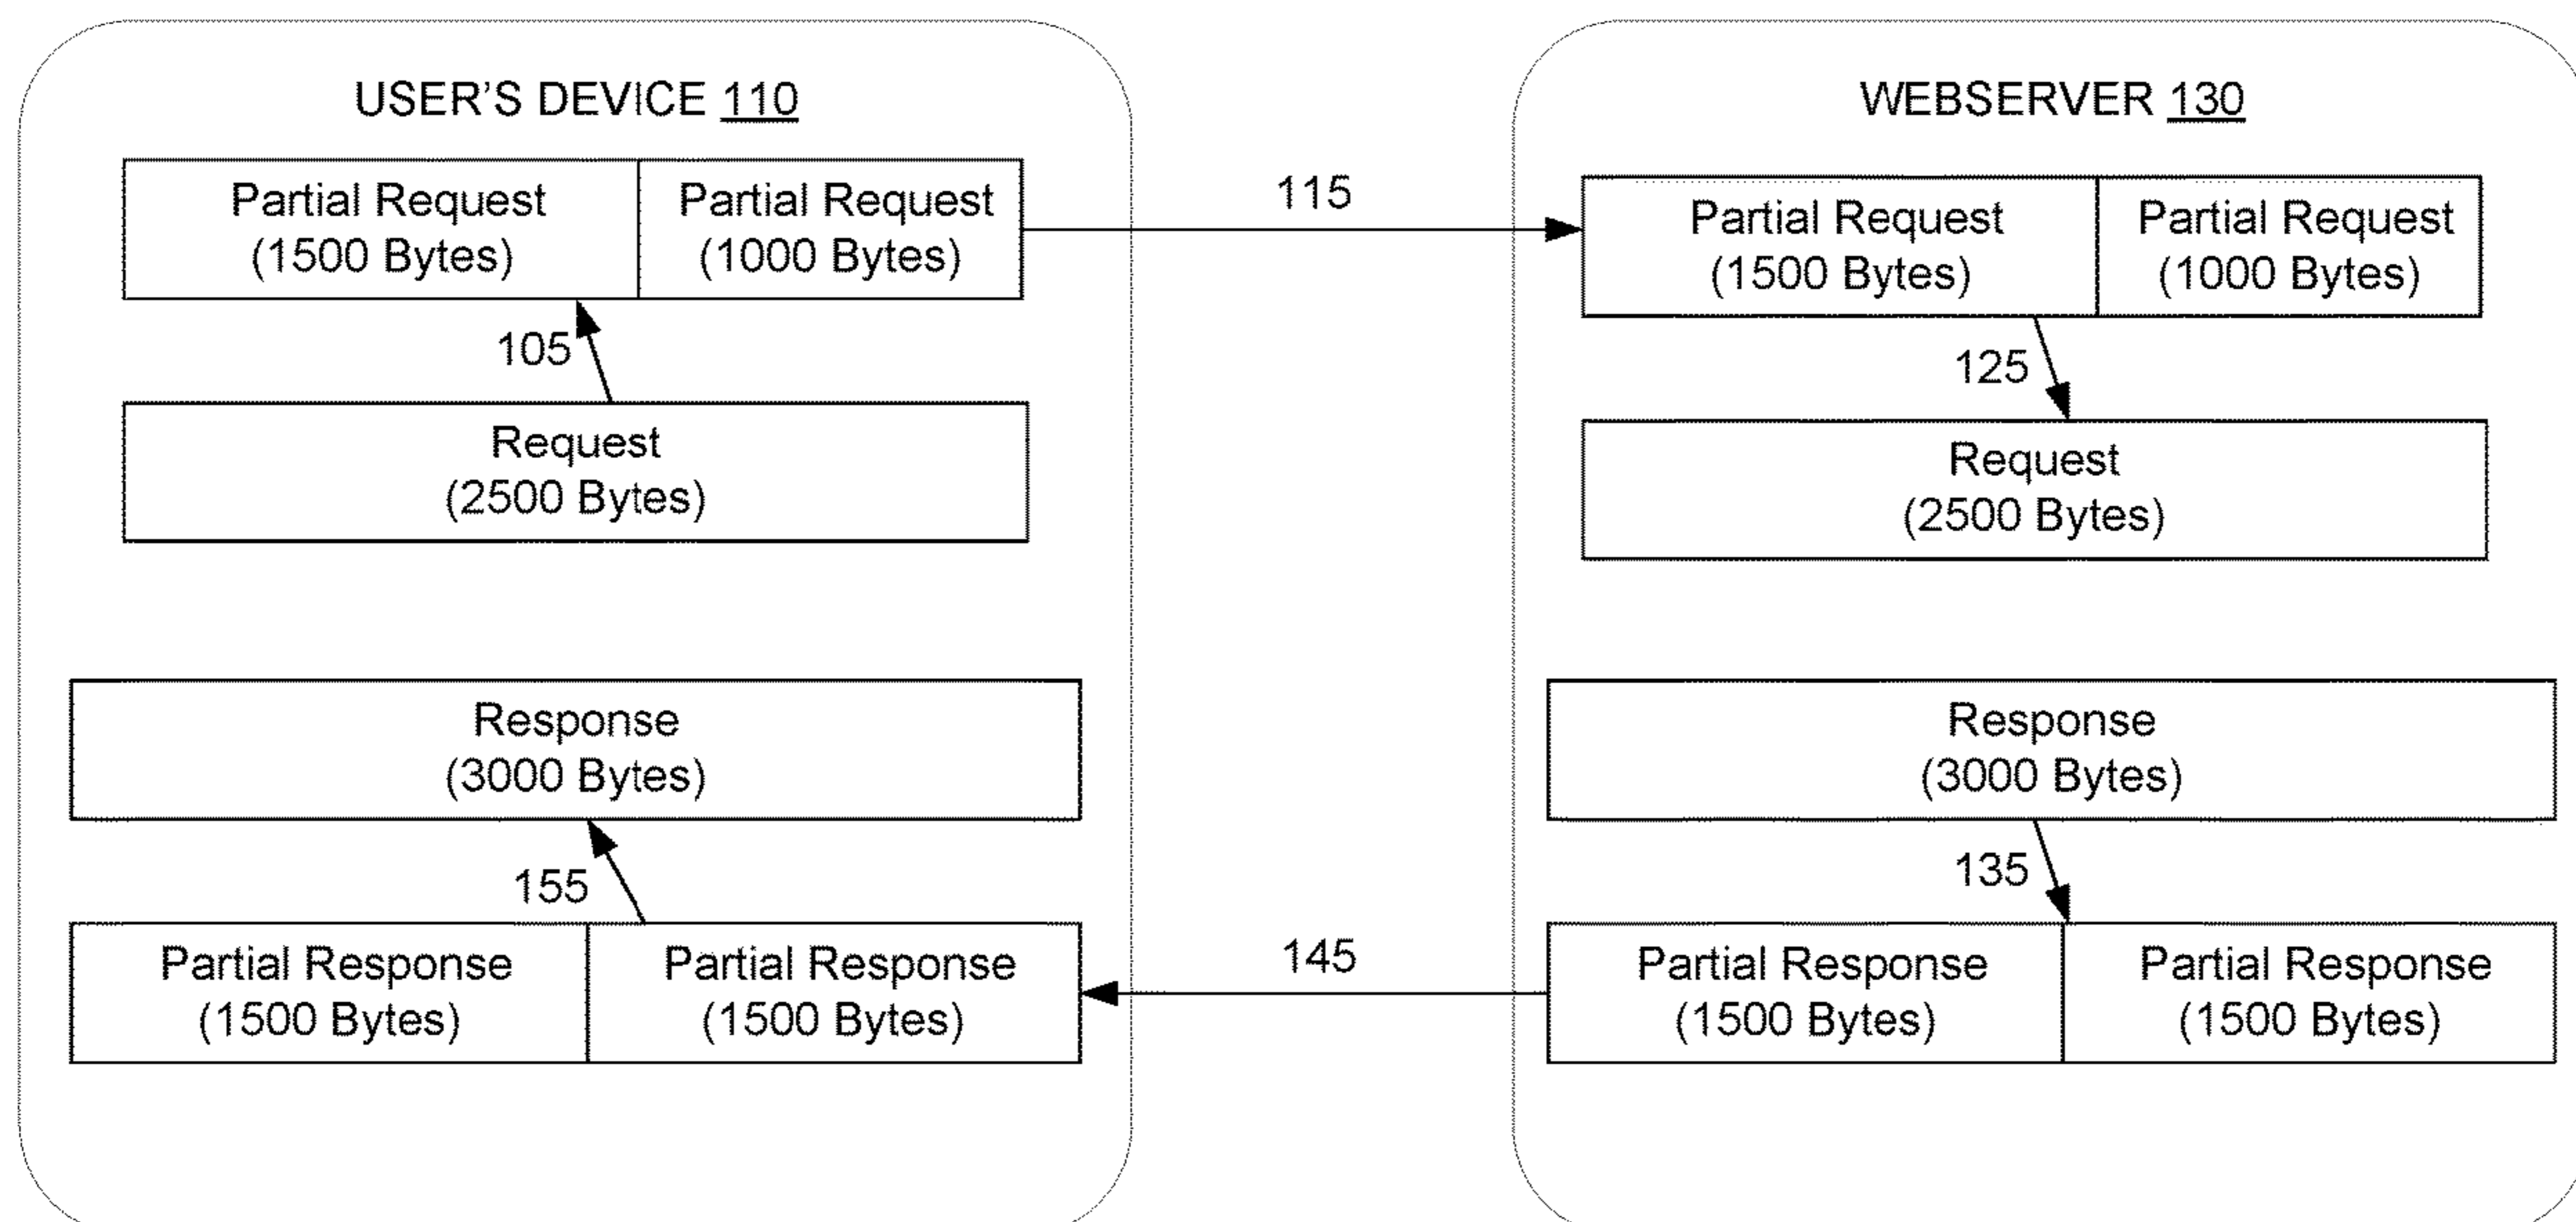 USER'S DEVICE 110
Partial Request
(1500 Bytes)
Partial Request
(1000 Bytes)
105
Request
(2500 Bytes)
Response
(3000 Bytes)
155
Partial Response
(1500 Bytes)
Partial Response
(1500 Bytes)
115
145
WEBSERVER 130
Partial Request
(1500 Bytes)
Partial Request
(1000 Bytes)
125
Request
(2500 Bytes)
Response
(3000 Bytes)
135
Partial Response
(1500 Bytes)
Partial Response
(1500 Bytes)